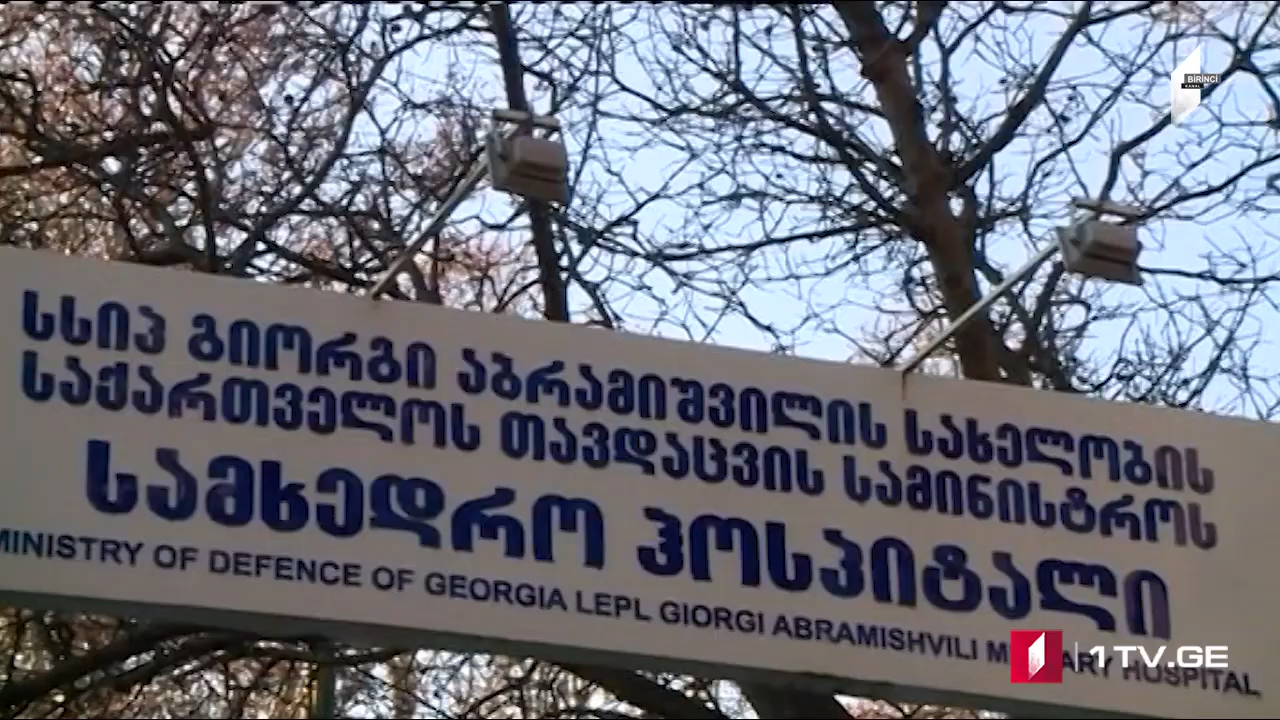 BIRINCI
KANAL
სსიპ გიორგი აბრამიშვილის სახელობის
საქართველოს თავდაცვის სამინისტროს
სამხედრო ჰოსპიტალი
MINISTRY OF DEFENCE OF GEORGIA LEPL GIORGI ABRAMISHVILI HOSPITAL
1TV.GE